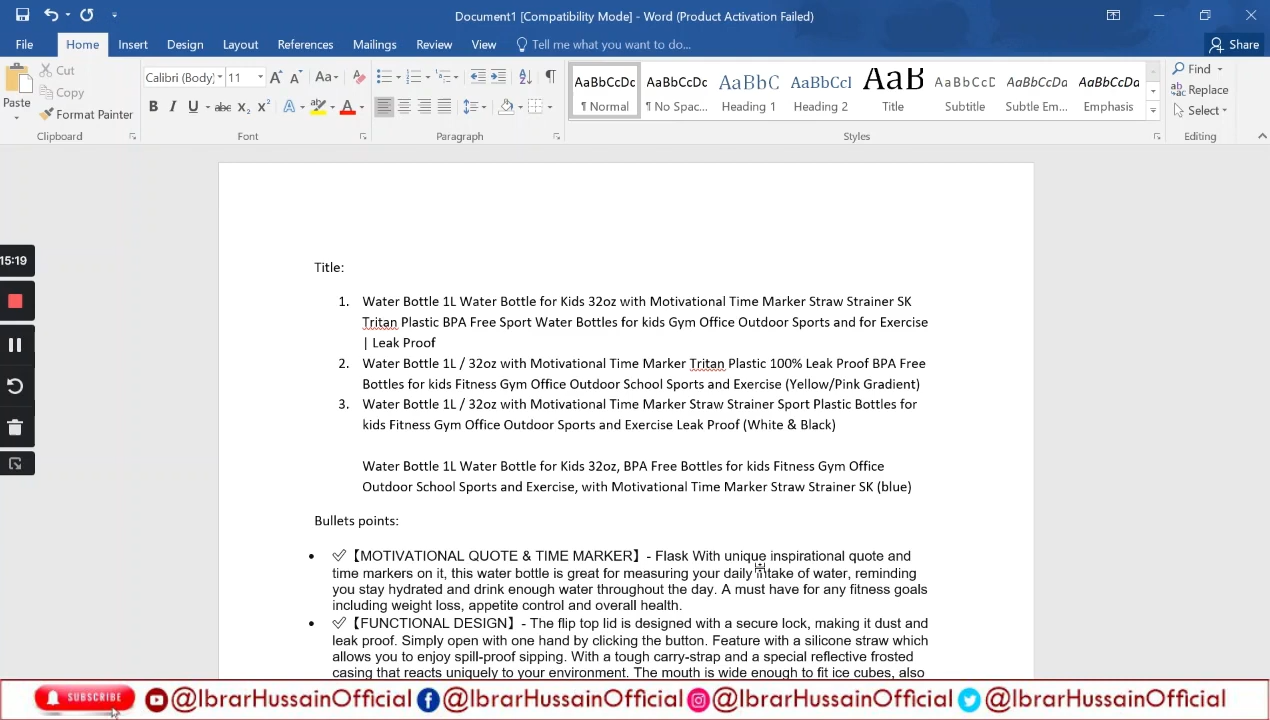 Document1 [Compatibility Mode] - Word (Product Activation Failed)
File Home Insert Design Layout References Mailings Review View Tell me what you want to do... Share
Paste Cut Copy Format Painter
Calibri (Body) 11
AaBbCcDc AaBbCcDc AaBbC AaBbCcI AaB AaBbCcD AaBbCcDa AaBbCcDa
¶ Normal ¶ No Spac... Heading 1 Heading 2 Title Subtitle Subtle Em... Emphasis
Find Replace Select
Clipboard Font Paragraph Styles Editing
15:19
Title:
1. Water Bottle 1L Water Bottle for Kids 32oz with Motivational Time Marker Straw Strainer SK
Tritan Plastic BPA Free Sport Water Bottles for kids Gym Office Outdoor Sports and for Exercise
| Leak Proof
2. Water Bottle 1L / 32oz with Motivational Time Marker Tritan Plastic 100% Leak Proof BPA Free
Bottles for kids Fitness Gym Office Outdoor School Sports and Exercise (Yellow/Pink Gradient)
3. Water Bottle 1L / 32oz with Motivational Time Marker Straw Strainer Sport Plastic Bottles for
kids Fitness Gym Office Outdoor Sports and Exercise Leak Proof (White & Black)
Water Bottle 1L Water Bottle for Kids 32oz, BPA Free Bottles for kids Fitness Gym Office
Outdoor School Sports and Exercise, with Motivational Time Marker Straw Strainer SK (blue)
Bullets points:
• ✅【MOTIVATIONAL QUOTE & TIME MARKER】- Flask With unique inspirational quote and
time markers on it, this water bottle is great for measuring your daily intake of water, reminding
you stay hydrated and drink enough water throughout the day. A must have for any fitness goals
including weight loss, appetite control and overall health.
• ✅【FUNCTIONAL DESIGN】- The flip top lid is designed with a secure lock, making it dust and
leak proof. Simply open with one hand by clicking the button. Feature with a silicone straw which
allows you to enjoy spill-proof sipping. With a tough carry-strap and a special reflective frosted
casing that reacts uniquely to your environment. The mouth is wide enough to fit ice cubes, also
SUBSCRIBE @IbrarHussainOfficial @IbrarHussainOfficial @IbrarHussainOfficial @IbrarHussainOfficial